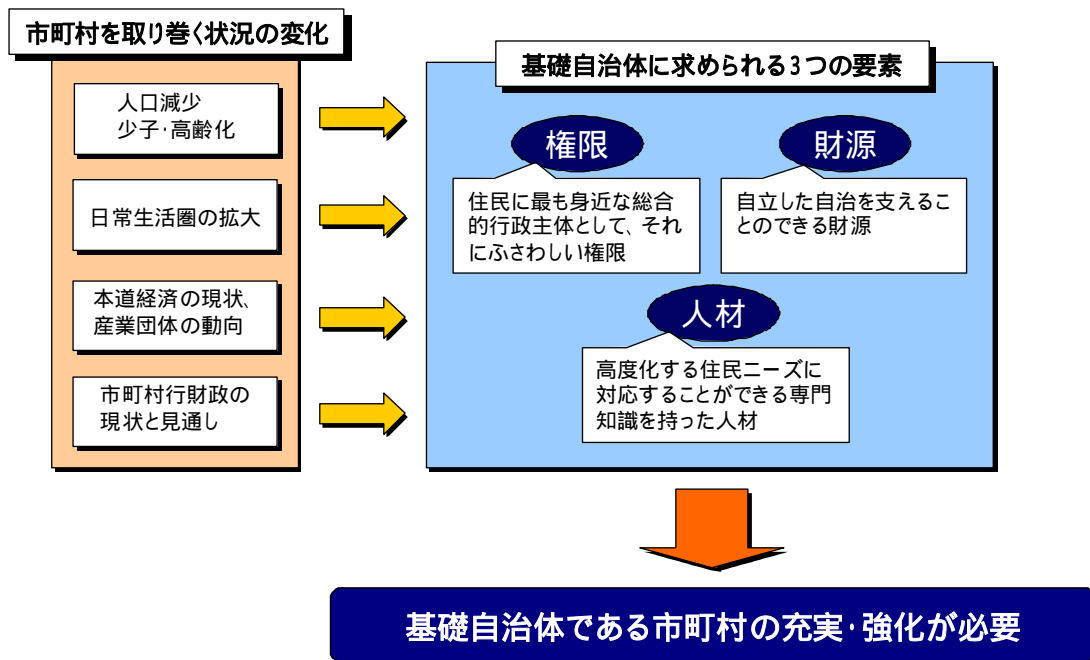 市町村を取り巻く状況の変化
人口減少
少子･高齢化
日常生活圏の拡大
本道経済の現状、
産業団体の動向
市町村行財政の
現状と見通し
基礎自治体に求められる3つの要素
権限
住民に最も身近な総合
的行政主体として、それ
にふさわしい権限
財源
自立した自治を支えるこ
とのできる財源
人材
高度化する住民ニーズに
対応することができる専門
知識を持った人材
基礎自治体である市町村の充実･強化が必要